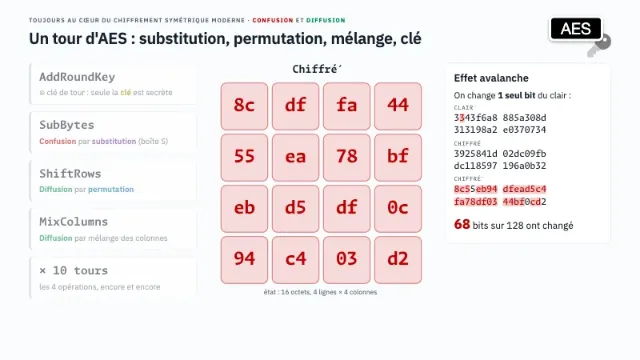 TOUJOURS AU CŒUR DU CHIFFREMENT SYMÉTRIQUE MODERNE · CONFUSION ET DIFFUSION
Un tour d'AES : substitution, permutation, mélange, clé
AES
AddRoundKey
⊕ clé de tour : seule la clé est secrète
SubBytes
Confusion par substitution (boîte S)
ShiftRows
Diffusion par permutation
MixColumns
Diffusion par mélange des colonnes
× 10 tours
les 4 opérations, encore et encore
Chiffré′
8c df fa 44
55 ea 78 bf
eb d5 df 0c
94 c4 03 d2
état : 16 octets, 4 lignes × 4 colonnes
Effet avalanche
On change 1 seul bit du clair :
CLAIR′
3343f6a8 885a308d
313198a2 e0370734
CHIFFRÉ
3925841d 02dc09fb
dc118597 196a0b32
CHIFFRÉ′
8c55eb94 dfead5c4
fa78df03 44bf0cd2
68 bits sur 128 ont changé